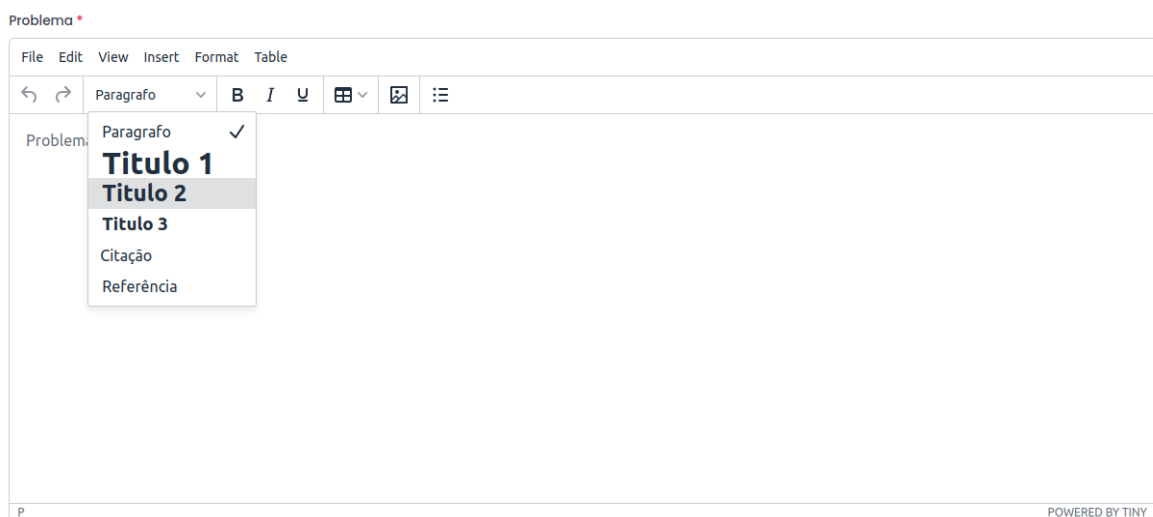 Problema *
File Edit View Insert Format Table
Paragrafo B I U
Paragrafo
Problema
Titulo 1
Titulo 2
Titulo 3
Citação
Referência
P POWERED BY TINY